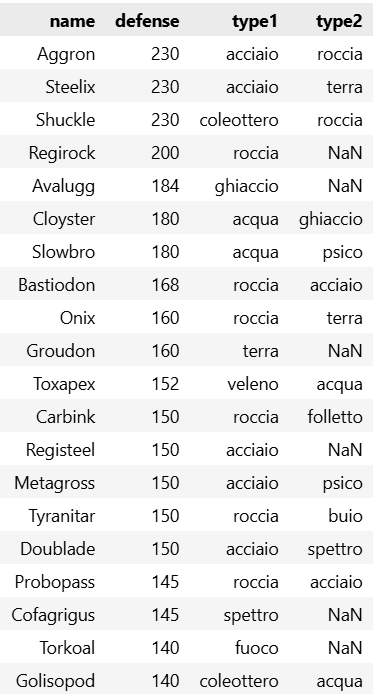 name defense type1 type2
Aggron 230 acciaio roccia
Steelix 230 acciaio terra
Shuckle 230 coleottero roccia
Regirock 200 roccia NaN
Avalugg 184 ghiaccio NaN
Cloyster 180 acqua ghiaccio
Slowbro 180 acqua psico
Bastiodon 168 roccia acciaio
Onix 160 roccia terra
Groudon 160 terra NaN
Toxapex 152 veleno acqua
Carbink 150 roccia folletto
Registeel 150 acciaio NaN
Metagross 150 acciaio psico
Tyranitar 150 roccia buio
Doublade 150 acciaio spettro
Probopass 145 roccia acciaio
Cofagrigus 145 spettro NaN
Torkoal 140 fuoco NaN
Golisopod 140 coleottero acqua